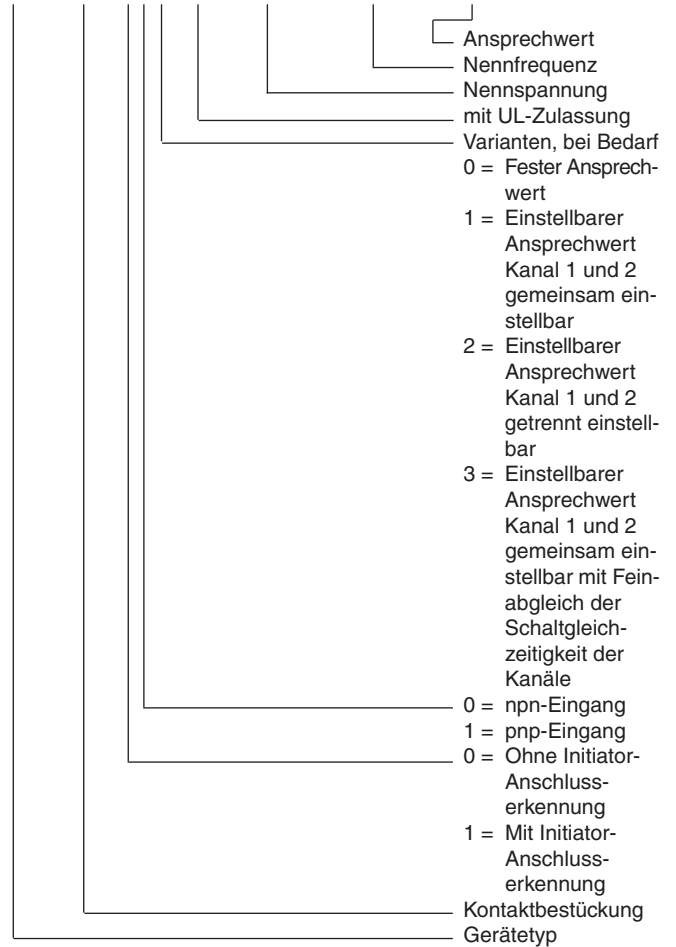 Ansprechwert
Nennfrequenz
Nennspannung
mit UL-Zulassung
Varianten, bei Bedarf
0 = Fester Ansprech-
wert
1 = Einstellbarer
Ansprechwert
Kanal 1 und 2
gemeinsam ein-
stellbar
2 = Einstellbarer
Ansprechwert
Kanal 1 und 2
getrennt einstell-
bar
3 = Einstellbarer
Ansprechwert
Kanal 1 und 2
gemeinsam ein-
stellbar mit Fein-
abgleich der
Schaltgleich-
zeitigkeit der
Kanäle
0 = npn-Eingang
1 = pnp-Eingang
0 = Ohne Initiator-
Anschluss-
erkennung
1 = Mit Initiator-
Anschluss-
erkennung
Kontaktbestückung
Gerätetyp